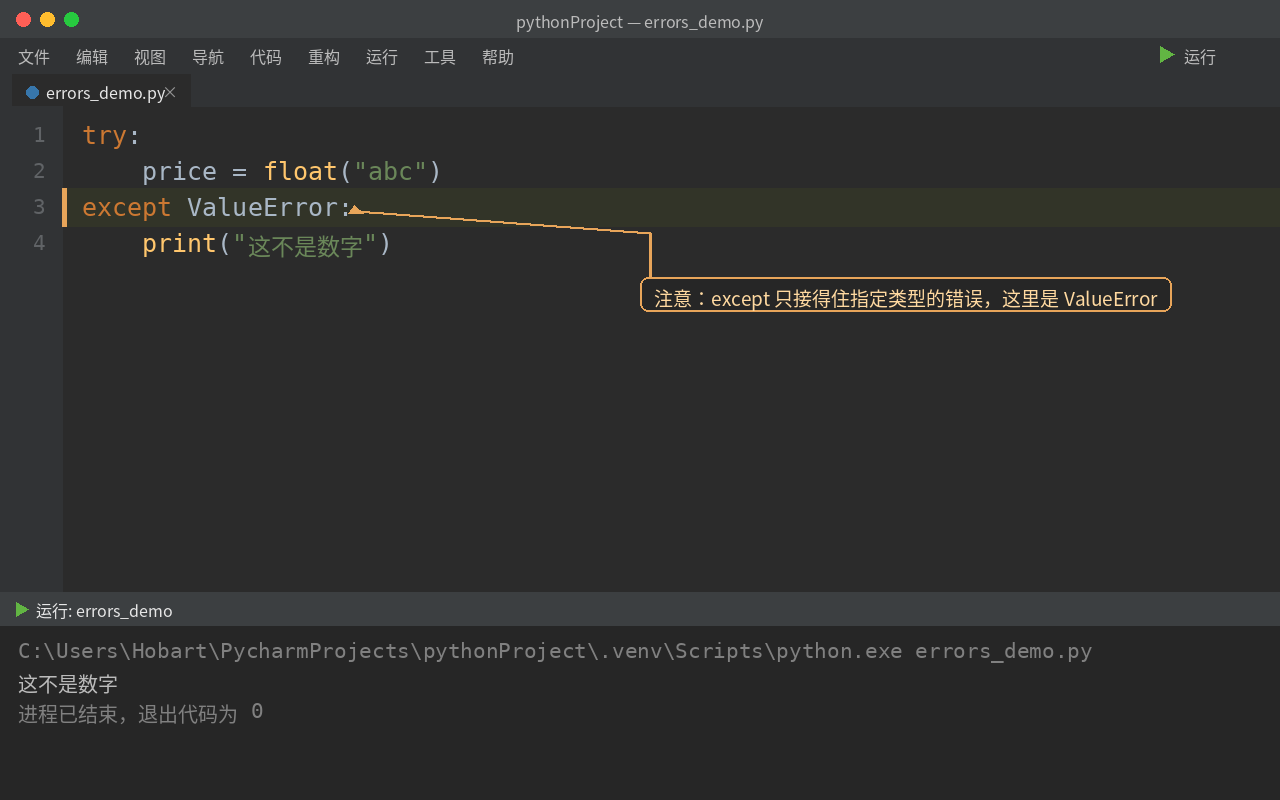 pythonProject — errors_demo.py
文件 编辑 视图 导航 代码 重构 运行 工具 帮助 运行
errors_demo.py
1 try:
2     price = float("abc")
3 except ValueError:
4     print("这不是数字")
注意：except 只接得住指定类型的错误，这里是 ValueError
运行: errors_demo
C:\Users\Hobart\PycharmProjects\pythonProject\.venv\Scripts\python.exe errors_demo.py
这不是数字
进程已结束，退出代码为 0